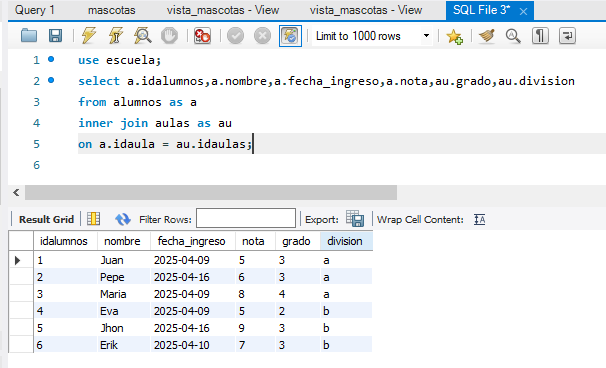 Query 1 mascotas vista_mascotas - View vista_mascotas - View SQL File 3*
Limit to 1000 rows
1 use escuela;
2 select a.idalumnos,a.nombre,a.fecha_ingreso,a.nota,au.grado,au.division
3 from alumnos as a
4 inner join aulas as au
5 on a.idaula = au.idaulas;
6
Result Grid Filter Rows: Export: Wrap Cell Content:
idalumnos nombre fecha_ingreso nota grado division
1 Juan 2025-04-09 5 3 a
2 Pepe 2025-04-16 6 3 a
3 Maria 2025-04-09 8 4 a
4 Eva 2025-04-09 5 2 b
5 Jhon 2025-04-16 9 3 b
6 Erik 2025-04-10 7 3 b